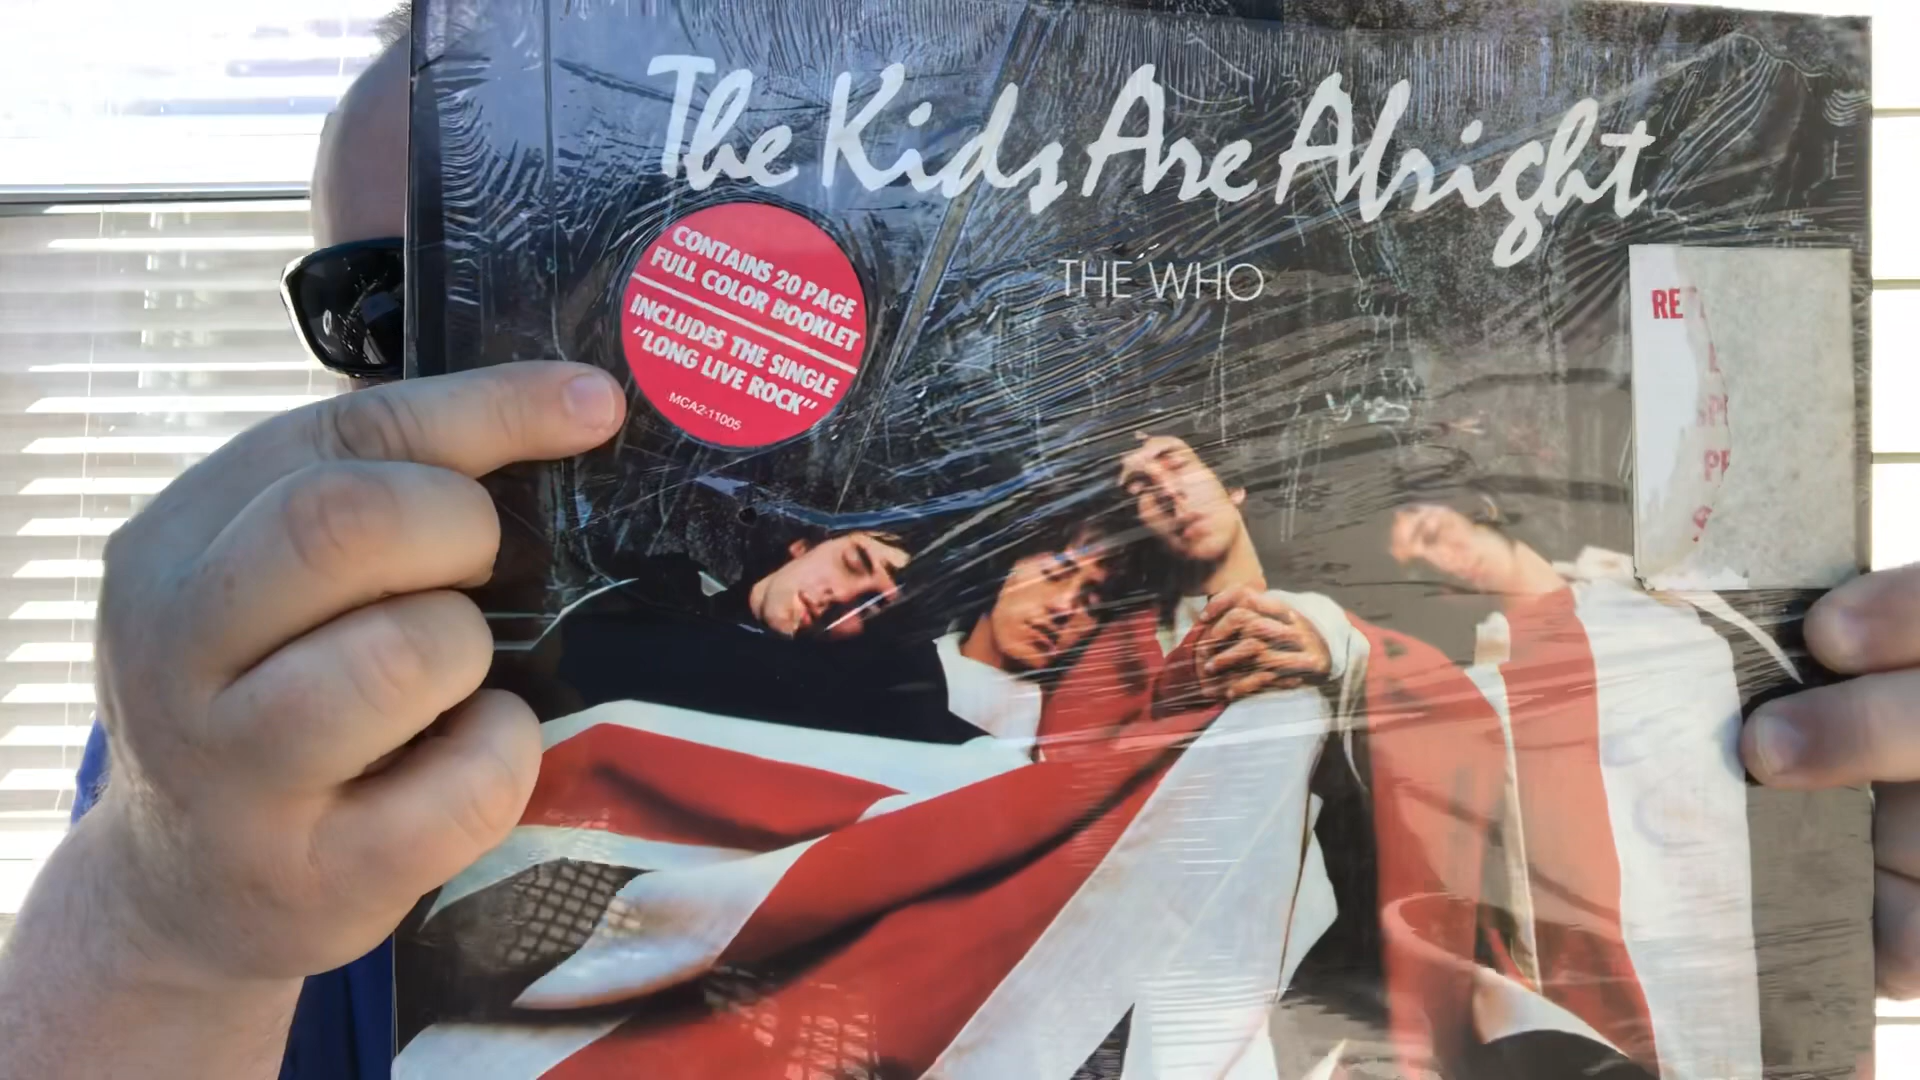 The Kids Are Alright
THE WHO
CONTAINS 20 PAGE
FULL COLOR BOOKLET
INCLUDES THE SINGLE
"LONG LIVE ROCK"
MCA2-11005